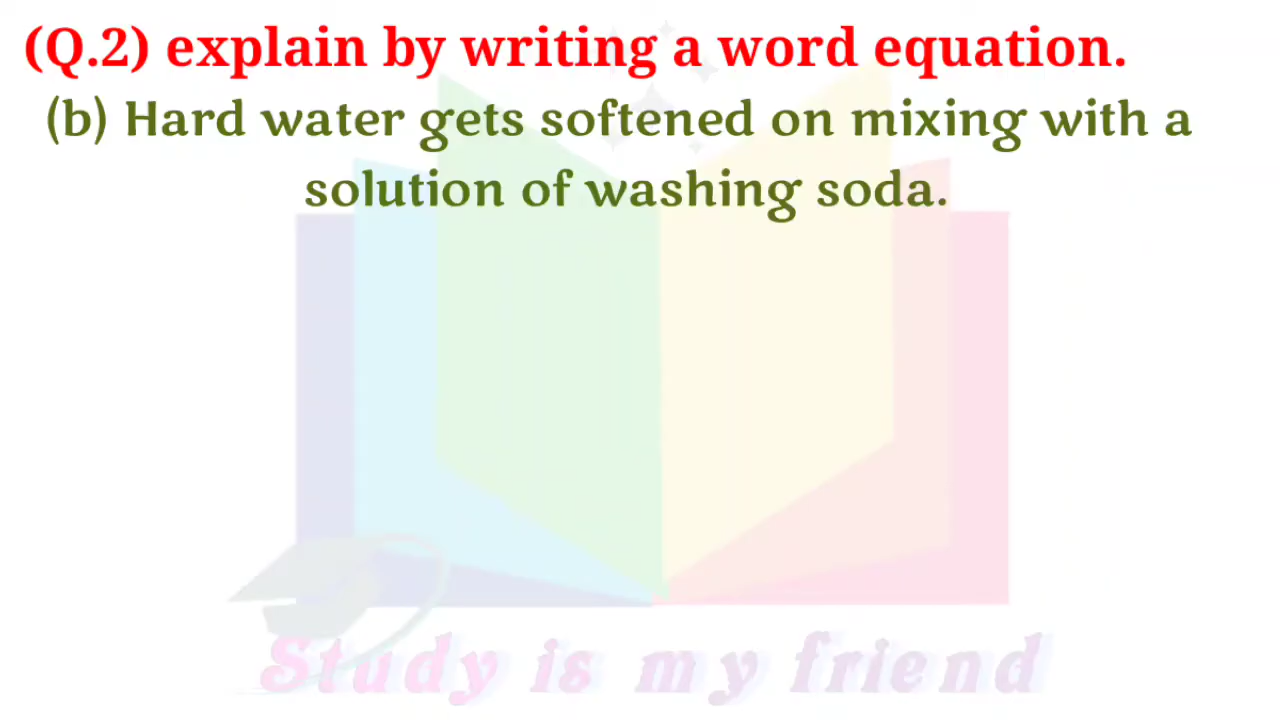 (Q.2) explain by writing a word equation.
(b) Hard water gets softened on mixing with a
solution of washing soda.
Study is my friend